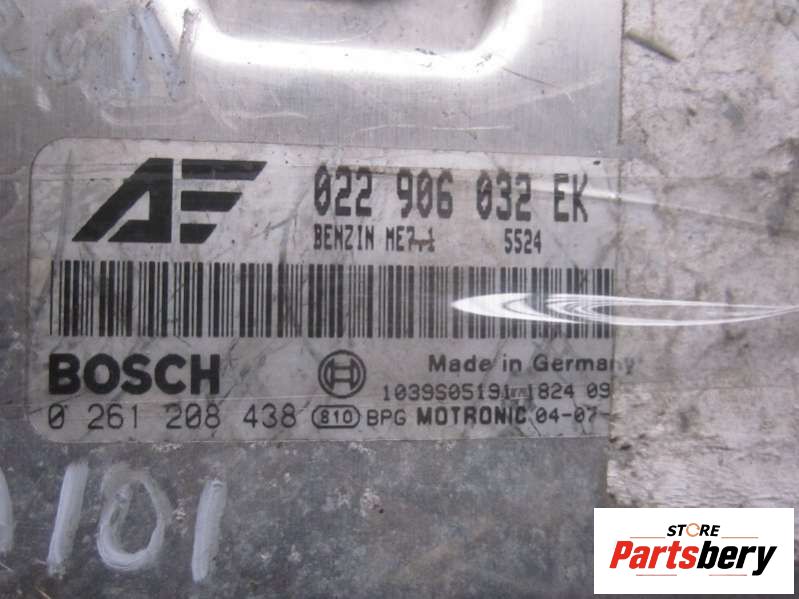 022 906 032 EK
BENZIN ME7.1 5524
BOSCH
Made in Germany
1039S05191 1824 09
0 261 208 438 810 BPG MOTRONIC 04-07-
101
STORE
Partsbery